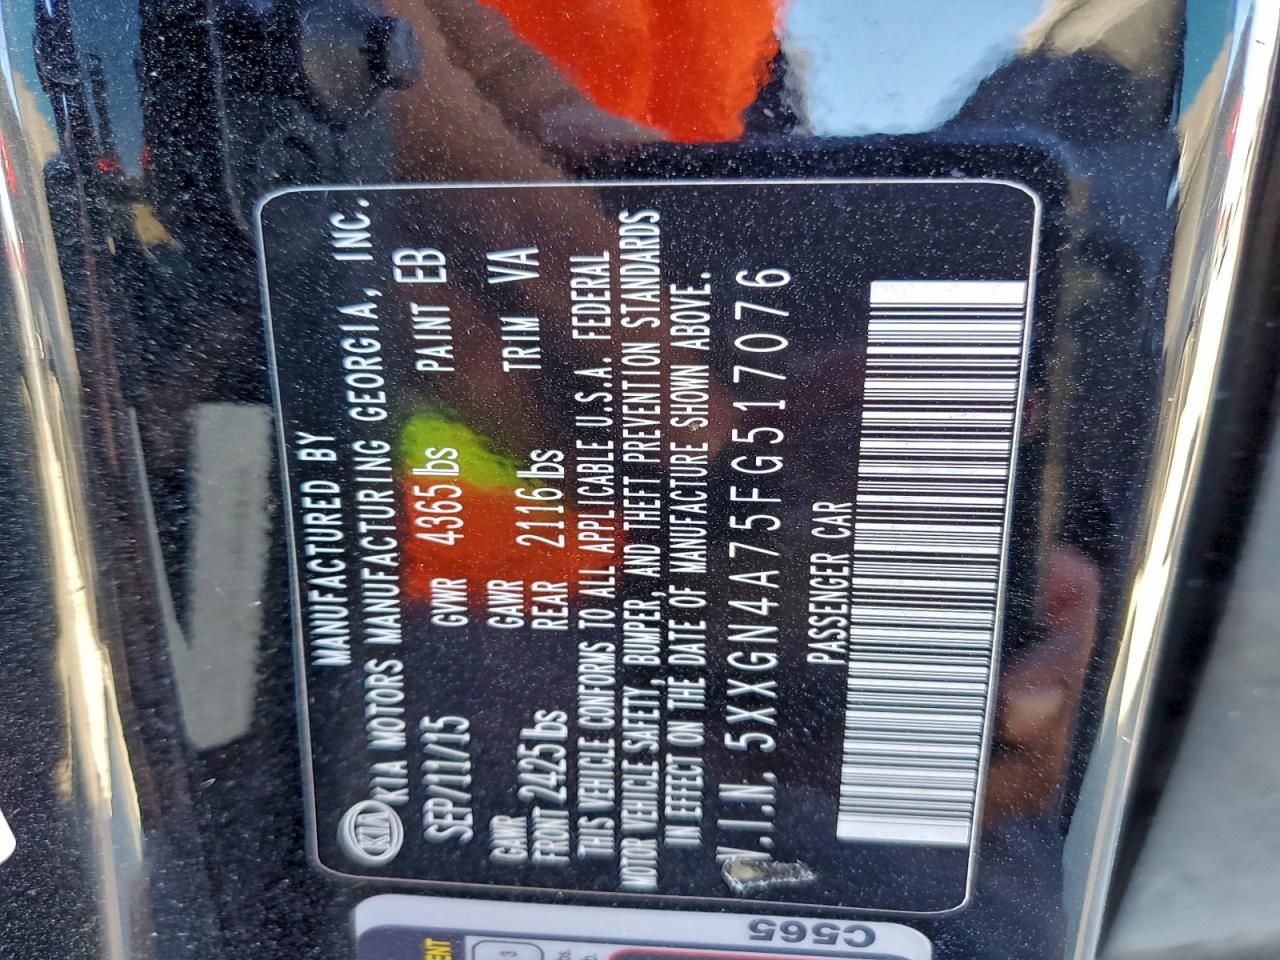 MANUFACTURED BY
KIA
KIA MOTORS MANUFACTURING GEORGIA, INC.
SEP/11/15 GVWR 4365 lbs PAINT EB
GAWR FRONT 2425 lbs GAWR REAR 2116 lbs TRIM VA
THIS VEHICLE CONFORMS TO ALL APPLICABLE U.S.A. FEDERAL
MOTOR VEHICLE SAFETY, BUMPER, AND THEFT PREVENTION STANDARDS
IN EFFECT ON THE DATE OF MANUFACTURE SHOWN ABOVE.
V.I.N. 5XXGN4A75FG517076
PASSENGER CAR
C565
3